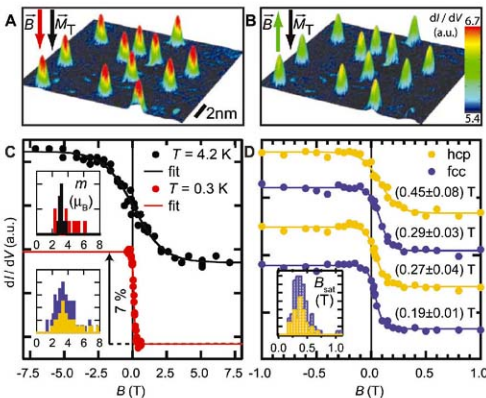 A
B
M_T
2nm
B
B
M_T
dI / dV
(a.u.)
6.7
5.4
C
T = 4.2 K
fit
T = 0.3 K
fit
m
(μ_B)
0 2 4 6 8
0 2 4 6 8
7 %
dI/dV (a.u.)
-7.5 -5.0 -2.5 0.0 2.5 5.0 7.5
B (T)
D
hcp
fcc
(0.45±0.08) T
(0.29±0.03) T
(0.27±0.04) T
(0.19±0.01) T
B_sat
(T)
0.0 0.5 1.0
-1.0 -0.5 0.0 0.5 1.0
B (T)